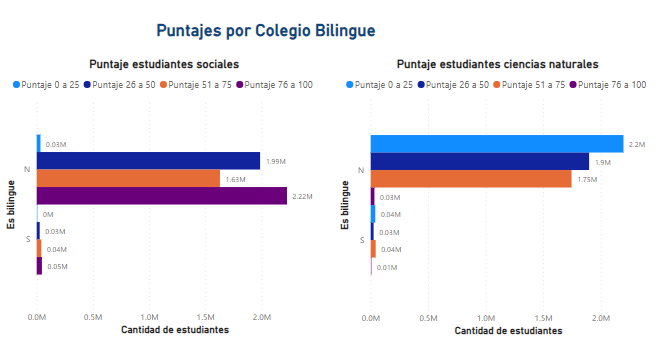 Puntajes por Colegio Bilingue
Puntaje estudiantes sociales
Puntaje 0 a 25 Puntaje 26 a 50 Puntaje 51 a 75 Puntaje 76 a 100
Es bilingue
N
0.03M
1.99M
1.63M
2.22M
S
0M
0.03M
0.04M
0.05M
0.0M 0.5M 1.0M 1.5M 2.0M
Cantidad de estudiantes
Puntaje estudiantes ciencias naturales
Puntaje 0 a 25 Puntaje 26 a 50 Puntaje 51 a 75 Puntaje 76 a 100
Es bilingue
N
2.2M
1.9M
1.75M
0.03M
S
0.04M
0.03M
0.04M
0.01M
0.0M 0.5M 1.0M 1.5M 2.0M
Cantidad de estudiantes